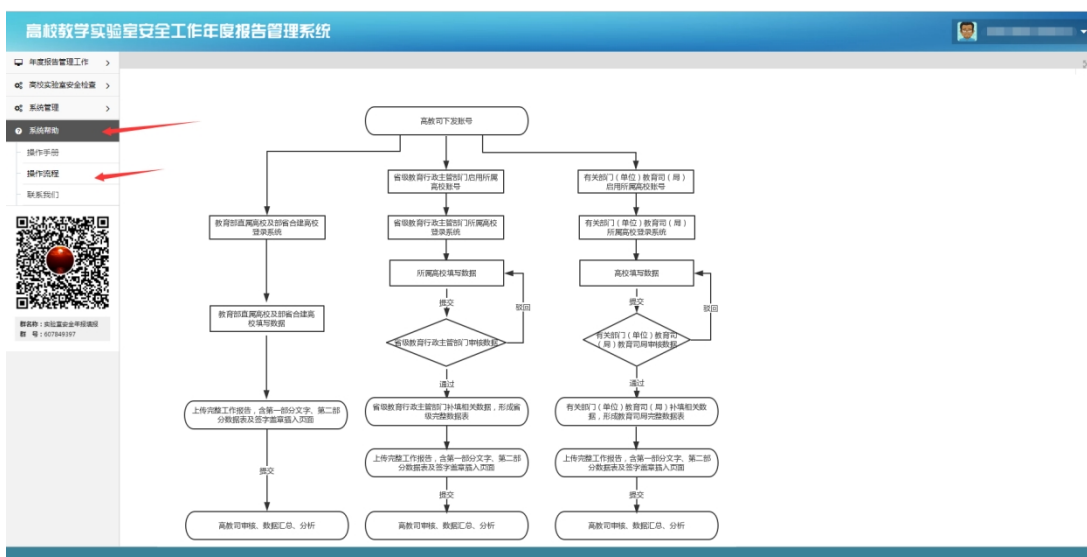 高校教学实验室安全工作年度报告管理系统
年度报告管理工作
高校实验室安全检查
系统管理
系统帮助
操作手册
操作流程
联系我们
群名称：实验室安全年报填报
群 号：607849397
高教司下发账号
省级教育行政主管部门启用所属
高校账号
有关部门（单位）教育司（局）
启用所属高校账号
教育部直属高校及部省合建高校
登录系统
省级教育行政主管部门所属高校
登录系统
有关部门（单位）教育司（局）
所属高校登录系统
所属高校填写数据
高校填写数据
提交
驳回
提交
驳回
教育部直属高校及部省合建高
校填写数据
省级教育行政主管部门审核数据
有关部门（单位）教育司
（局）教育司局审核数据
通过
通过
上传完整工作报告，含第一部分文字、第二部
分数据表及签字盖章插入页面
省级教育行政主管部门补填相关数据，形成省
级完整数据表
有关部门（单位）教育司（局）补填相关数
据，形成教育司局完整数据表
上传完整工作报告，含第一部分文字、第二部
分数据表及签字盖章插入页面
上传完整工作报告，含第一部分文字、第二部
分数据表及签字盖章插入页面
提交
提交
提交
高教司审核、数据汇总、分析
高教司审核、数据汇总、分析
高教司审核、数据汇总、分析